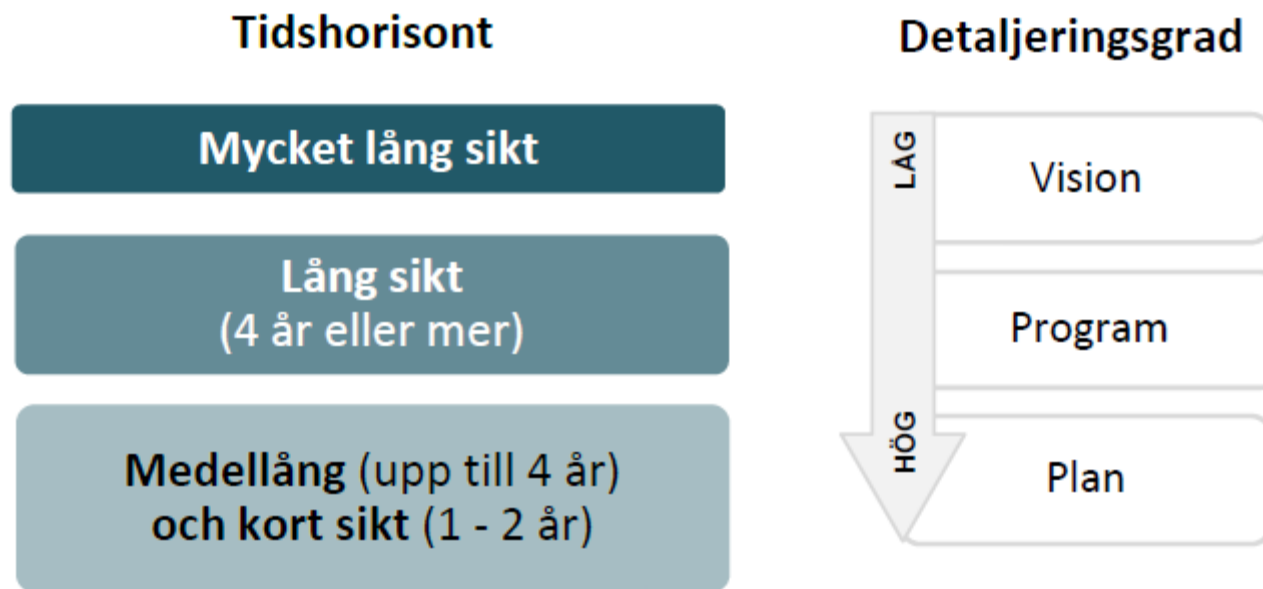 Tidshorisont
Mycket lång sikt
Lång sikt
(4 år eller mer)
Medellång (upp till 4 år)
och kort sikt (1 - 2 år)
Detaljeringsgrad
LÅG
Vision
Program
HÖG
Plan